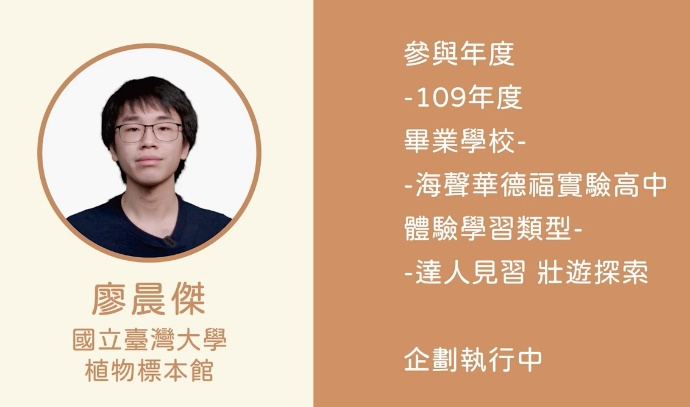 廖晨傑
國立臺灣大學
植物標本館
參與年度
-109年度
畢業學校-
-海聲華德福實驗高中
體驗學習類型-
-達人見習 壯遊探索
企劃執行中